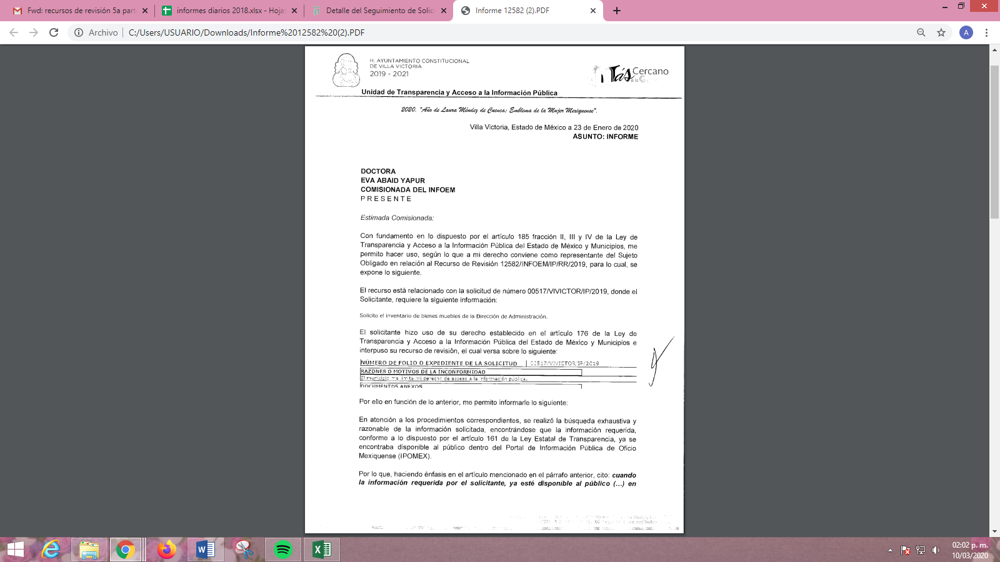 Fwd: recursos de revisión 5a part
informes diarios 2018.xlsx - Hoja
Detalle del Seguimiento de Solici
Informe 12582 (2).PDF
Archivo
C:/Users/USUARIO/Downloads/Informe%2012582%20(2).PDF
A
H. AYUNTAMIENTO CONSTITUCIONAL
DE VILLA VICTORIA
2019 - 2021
Más Cercano
a la
Unidad de Transparencia y Acceso a la Información Pública
2020. "Año de Laura Méndez de Cuenca; Emblema de la Mujer Mexiquense".
Villa Victoria, Estado de México a 23 de Enero de 2020
ASUNTO: INFORME
DOCTORA
EVA ABAID YAPUR
COMISIONADA DEL INFOEM
P R E S E N T E
Estimada Comisionada:
Con fundamento en lo dispuesto por el artículo 185 fracción II, III y IV de la Ley de
Transparencia y Acceso a la Información Pública del Estado de México y Municipios, me
permito hacer uso, según lo que a mi derecho conviene como representante del Sujeto
Obligado en relación al Recurso de Revisión 12582/INFOEM/IP/RR/2019, para lo cual, se
expone lo siguiente.
El recurso está relacionado con la solicitud de número 00517/VIVICTOR/IP/2019, donde el
Solicitante, requiere la siguiente información:
Solicito el inventario de bienes muebles de la Dirección de Administración.
El solicitante hizo uso de su derecho establecido en el artículo 176 de la Ley de
Transparencia y Acceso a la Información Pública del Estado de México y Municipios e
interpuso su recurso de revisión, el cual versa sobre lo siguiente:
NÚMERO DE FOLIO O EXPEDIENTE DE LA SOLICITUD 00517/VIVICTOR/IP/2019
RAZONES O MOTIVOS DE LA INCONFORMIDAD
El municipio me limita mi derecho de acceso a la información pública.
DOCUMENTOS ANEXOS
Por ello en función de lo anterior, me permito informarle lo siguiente:
En atención a los procedimientos correspondientes, se realizó la búsqueda exhaustiva y
razonable de la información solicitada, encontrándose que la información requerida,
conforme a lo dispuesto por el artículo 161 de la Ley Estatal de Transparencia, ya se
encontraba disponible al público dentro del Portal de Información Pública de Oficio
Mexiquense (IPOMEX).
Por lo que, haciendo énfasis en el artículo mencionado en el párrafo anterior, cito: cuando
la información requerida por el solicitante, ya esté disponible al público (...) en
02:02 p. m.
10/03/2020